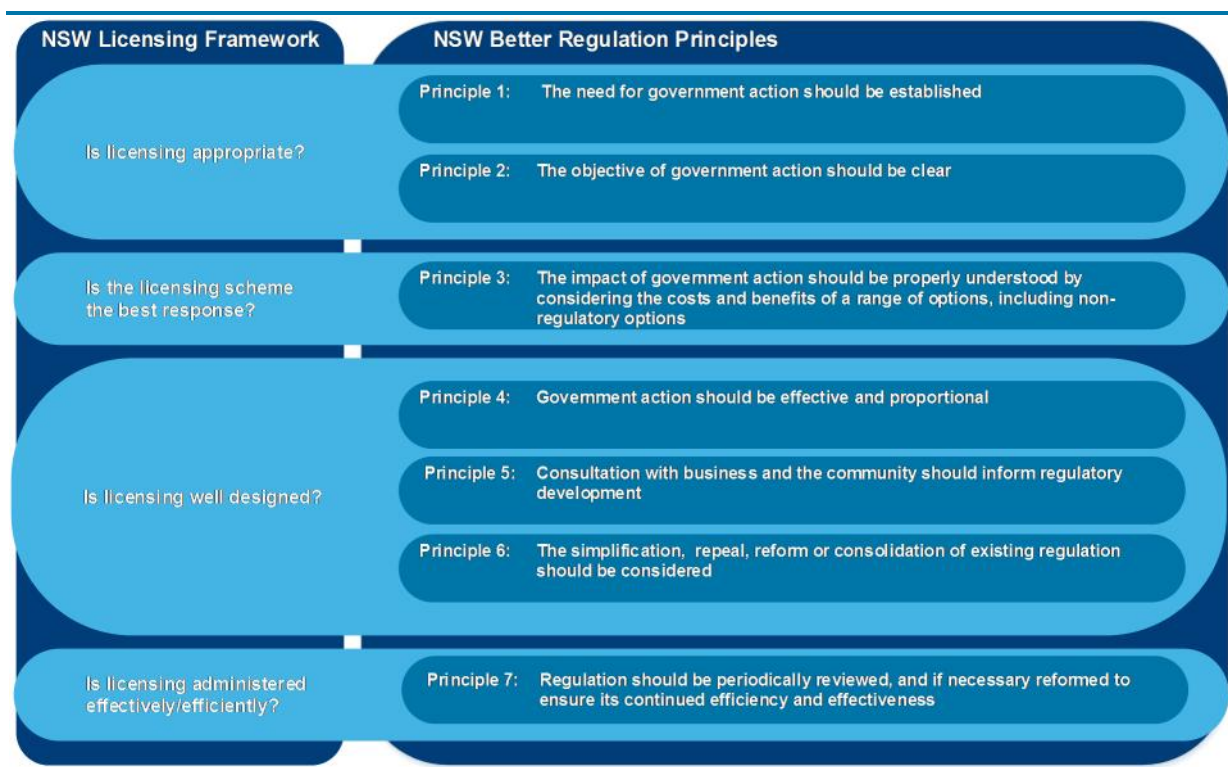 NSW Licensing Framework
NSW Better Regulation Principles
Is licensing appropriate?
Principle 1: The need for government action should be established
Principle 2: The objective of government action should be clear
Is the licensing scheme
the best response?
Principle 3: The impact of government action should be properly understood by
considering the costs and benefits of a range of options, including non-
regulatory options
Is licensing well designed?
Principle 4: Government action should be effective and proportional
Principle 5: Consultation with business and the community should inform regulatory
development
Principle 6: The simplification, repeal, reform or consolidation of existing regulation
should be considered
Is licensing administered
effectively/efficiently?
Principle 7: Regulation should be periodically reviewed, and if necessary reformed to
ensure its continued efficiency and effectiveness